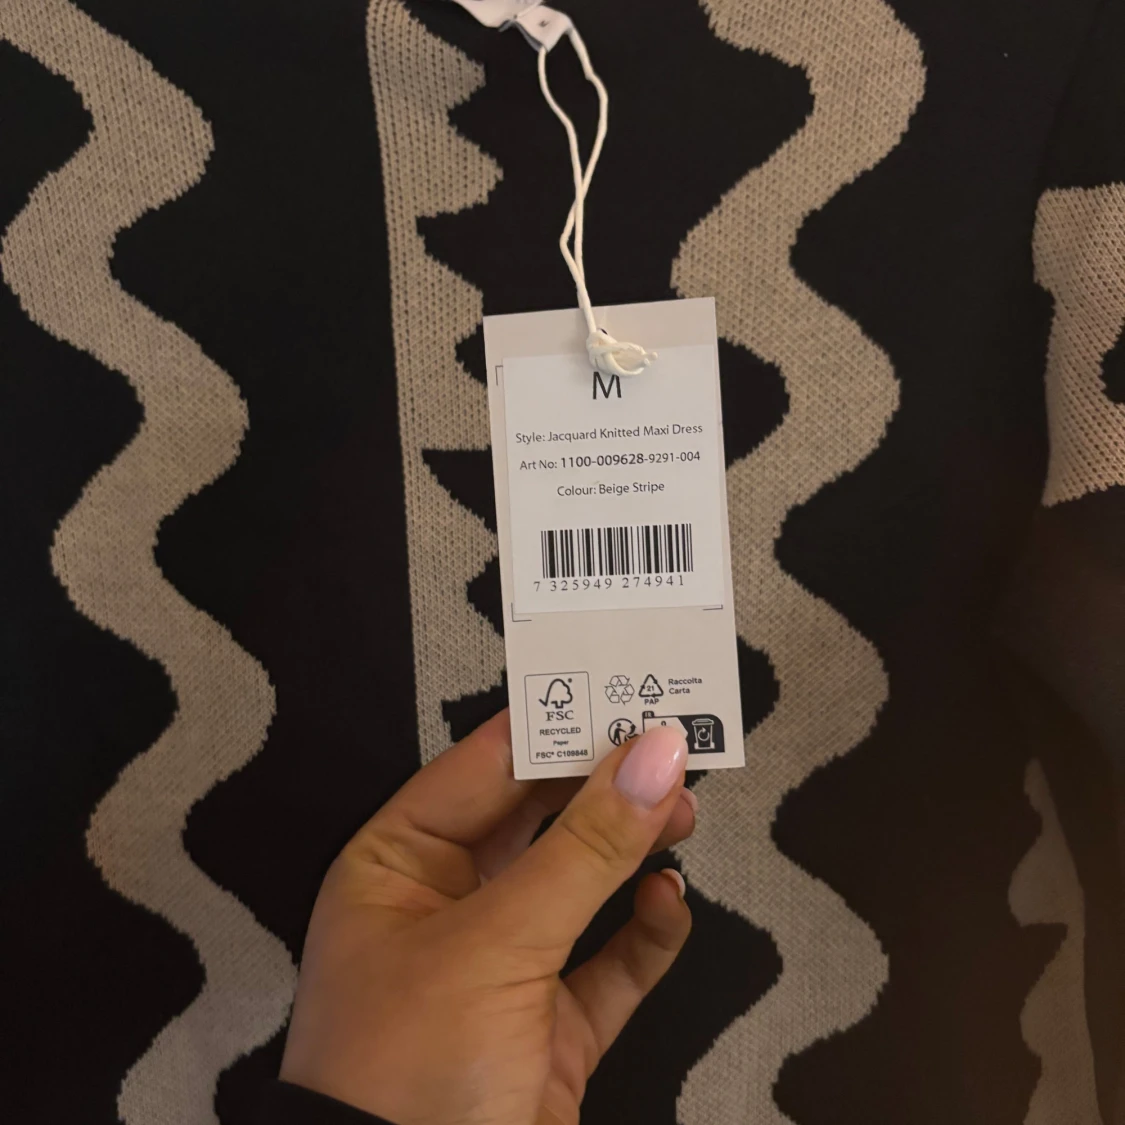 M
Style: Jacquard Knitted Maxi Dress
Art No: 1100-009628-9291-004
Colour: Beige Stripe
7 325949 274941
FSC
RECYCLED
Paper
FSC® C109848
21
PAP
Raccolta
Carta
FR